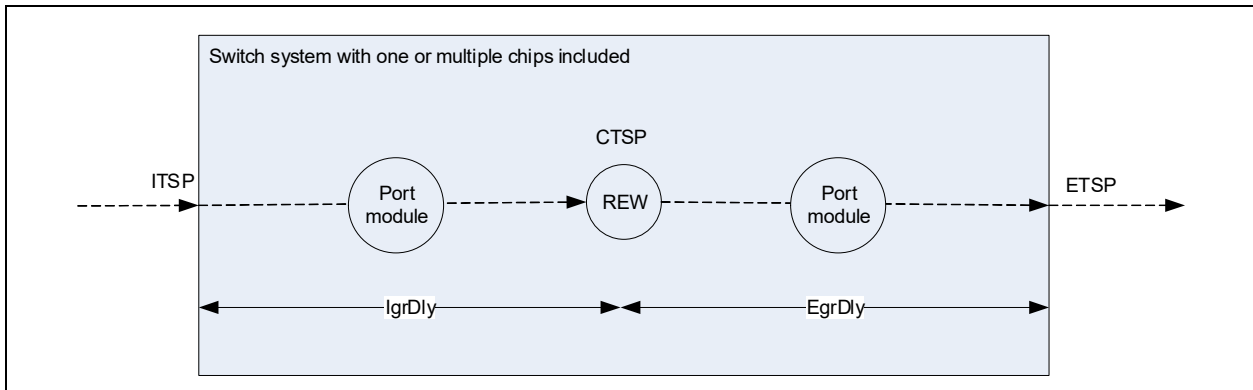 Switch system with one or multiple chips included
CTSP
ITSP
Port
module
REW
Port
module
ETSP
IgrDly
EgrDly